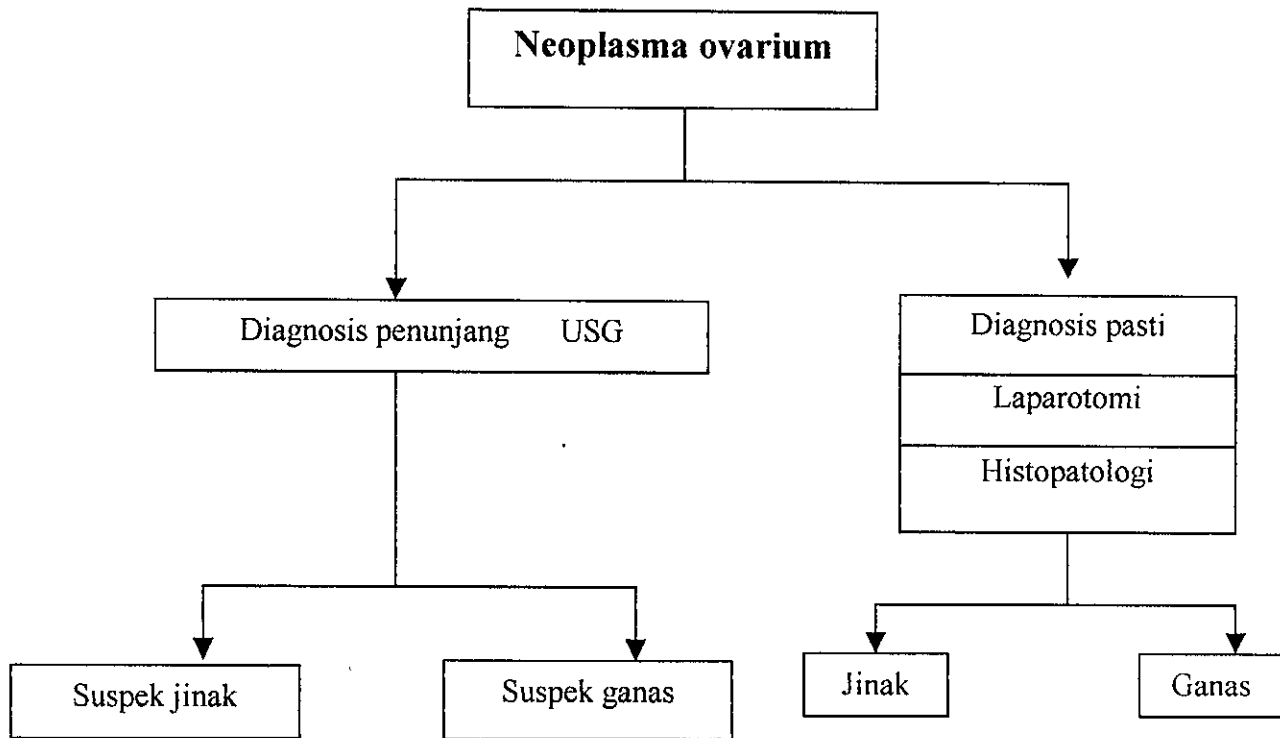 Neoplasma ovarium
Diagnosis penunjang USG
Diagnosis pasti
Laparotomi
Histopatologi
Suspek jinak
Suspek ganas
Jinak
Ganas